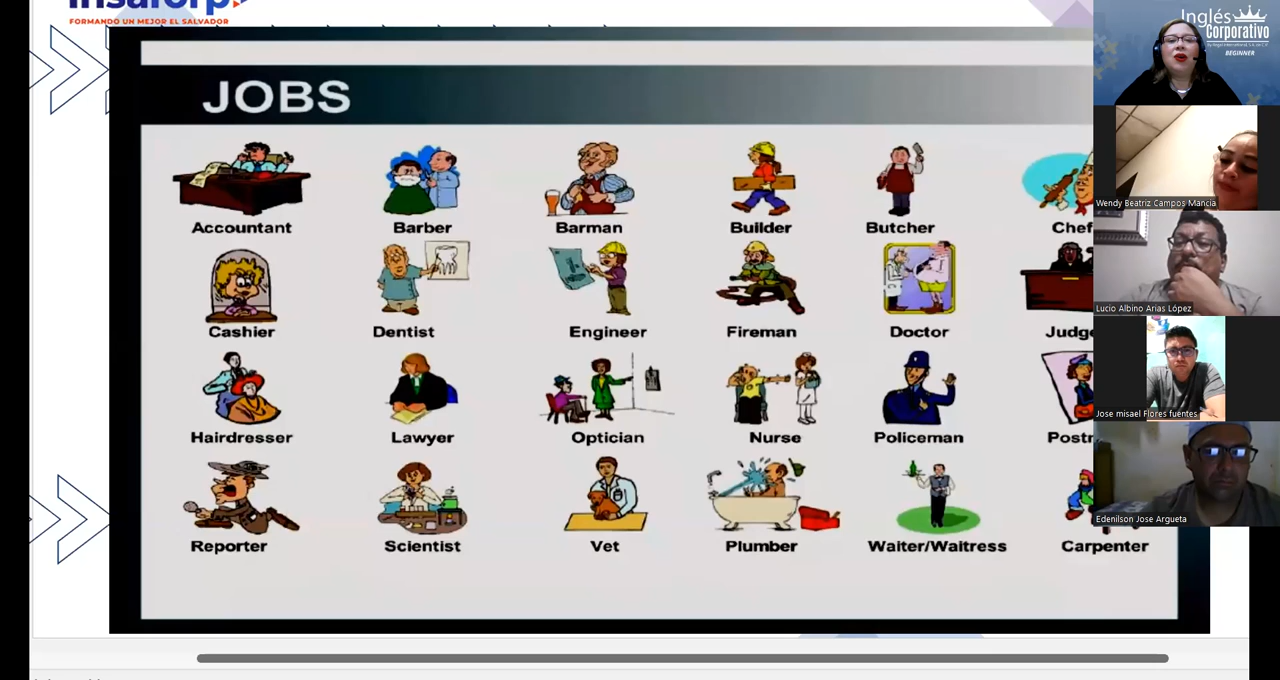 FORMANDO UN MEJOR EL SALVADOR
Inglés
Corporativo
BEGINNER
JOBS
Accountant Barber Barman Builder Butcher Chef
Wendy Beatriz Campos Mancia
Cashier Dentist Engineer Fireman Doctor Judge
Lucio Albino Arias López
Hairdresser Lawyer Optician Nurse Policeman
Jose misael Flores fuentes
Reporter Scientist Vet Plumber Waiter/Waitress Carpenter
Edenilson Jose Argueta